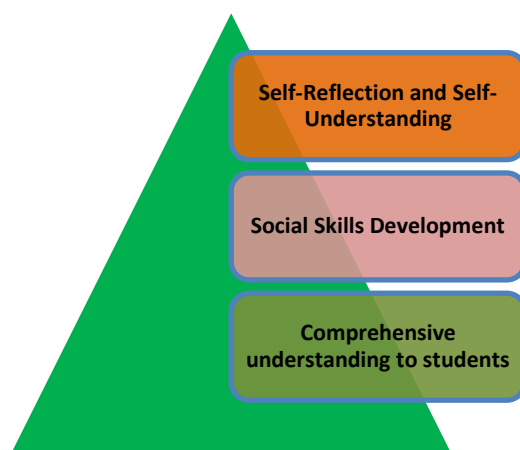 Self-Reflection and Self-
Understanding
Social Skills Development
Comprehensive
understanding to students